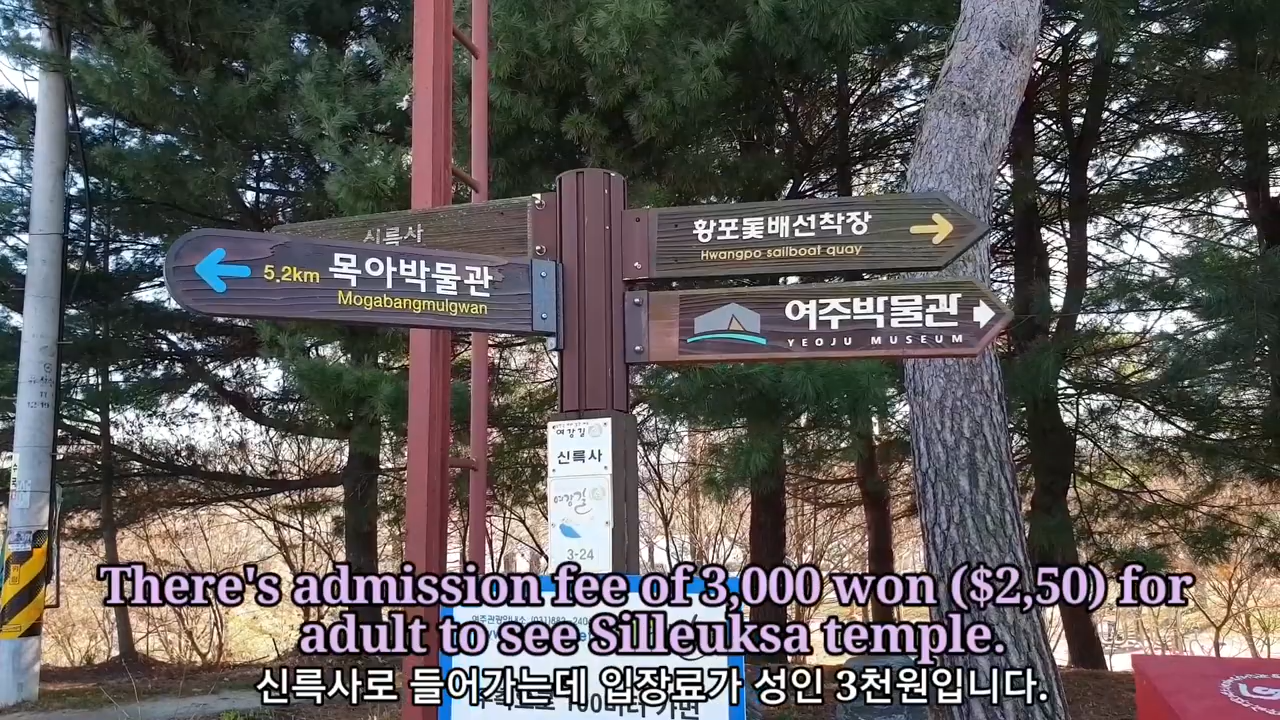 신륵사
5.2km 목아박물관
Mogabangmulgwan
황포돛배선착장
Hwangpo sailboat quay
여주박물관
YEOJU MUSEUM
여강길
신륵사
여강길
3-24
There's admission fee of 3,000 won ($2,50) for
adult to see Silleuksa temple.
신륵사로 들어가는데 입장료가 성인 3천원입니다.